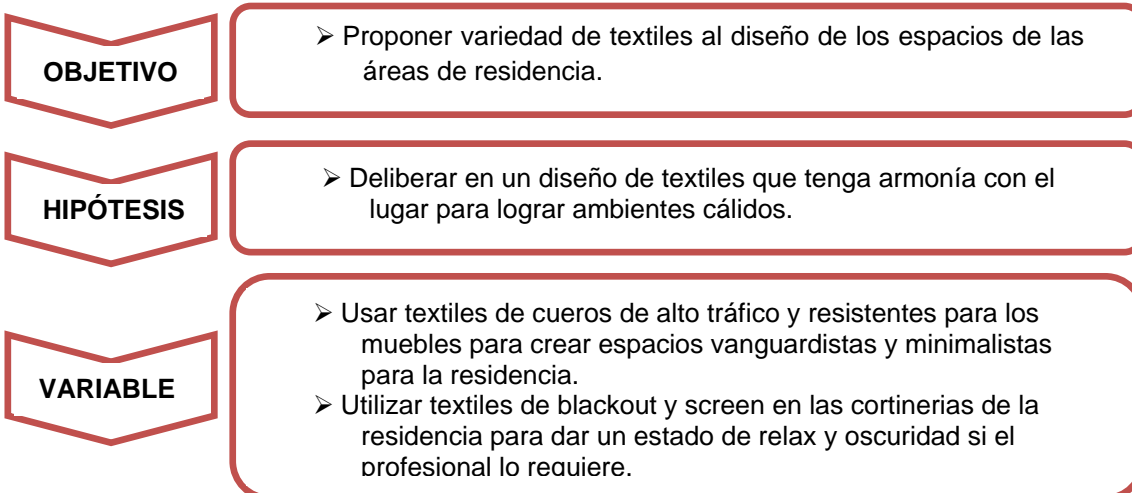 OBJETIVO
➢ Proponer variedad de textiles al diseño de los espacios de las
áreas de residencia.
HIPÓTESIS
➢ Deliberar en un diseño de textiles que tenga armonía con el
lugar para lograr ambientes cálidos.
VARIABLE
➢ Usar textiles de cueros de alto tráfico y resistentes para los
muebles para crear espacios vanguardistas y minimalistas
para la residencia.
➢ Utilizar textiles de blackout y screen en las cortinerias de la
residencia para dar un estado de relax y oscuridad si el
profesional lo requiere.